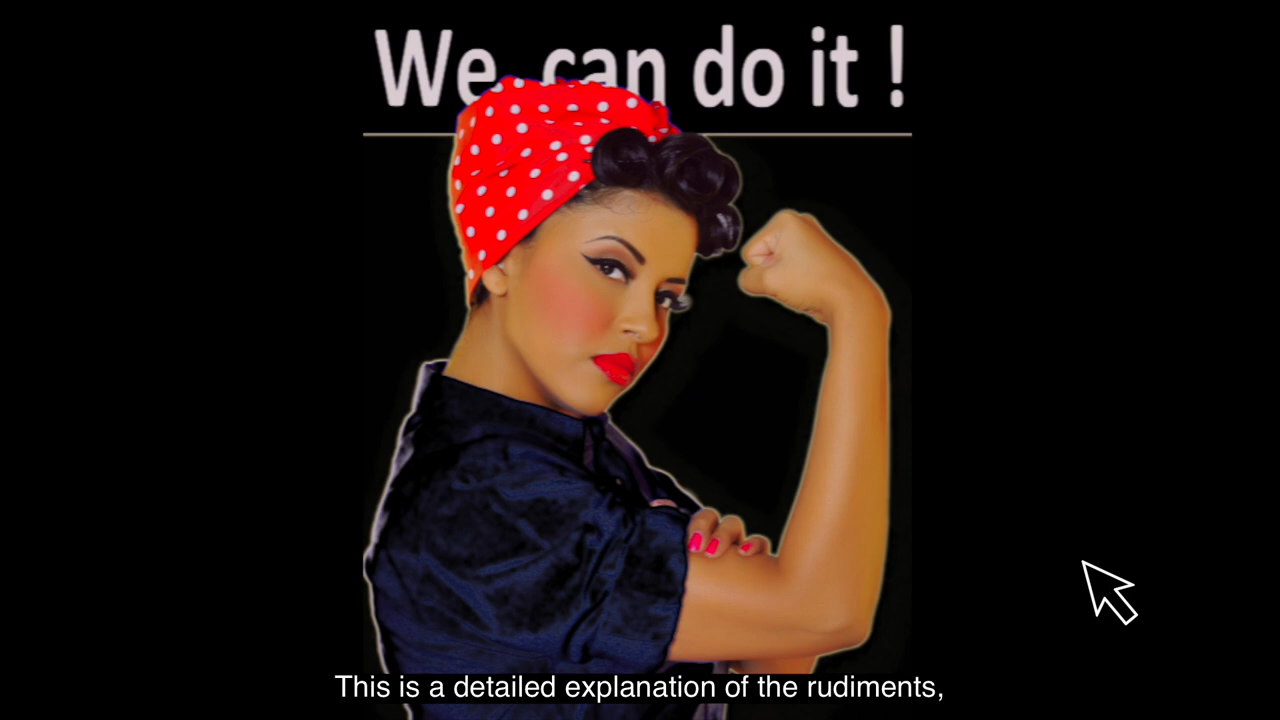 We can do it !
This is a detailed explanation of the rudiments,